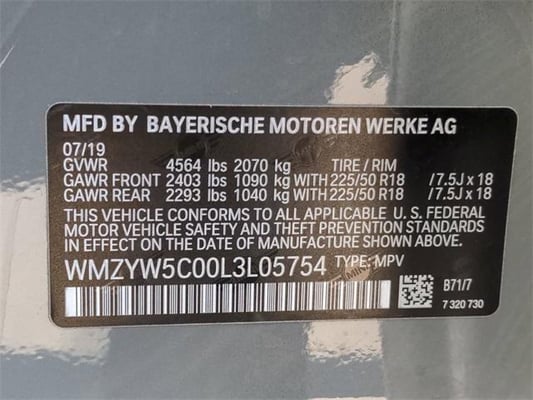 MFD BY BAYERISCHE MOTOREN WERKE AG
07/19
GVWR 4564 lbs 2070 kg TIRE / RIM
GAWR FRONT 2403 lbs 1090 kg WITH 225/50 R18 /7.5J x 18
GAWR REAR 2293 lbs 1040 kg WITH 225/50 R18 /7.5J x 18
THIS VEHICLE CONFORMS TO ALL APPLICABLE U. S. FEDERAL
MOTOR VEHICLE SAFETY AND THEFT PREVENTION STANDARDS
IN EFFECT ON THE DATE OF MANUFACTURE SHOWN ABOVE.
WMZYW5C00L3L05754 TYPE: MPV
MINI
B71/7
7 320 730